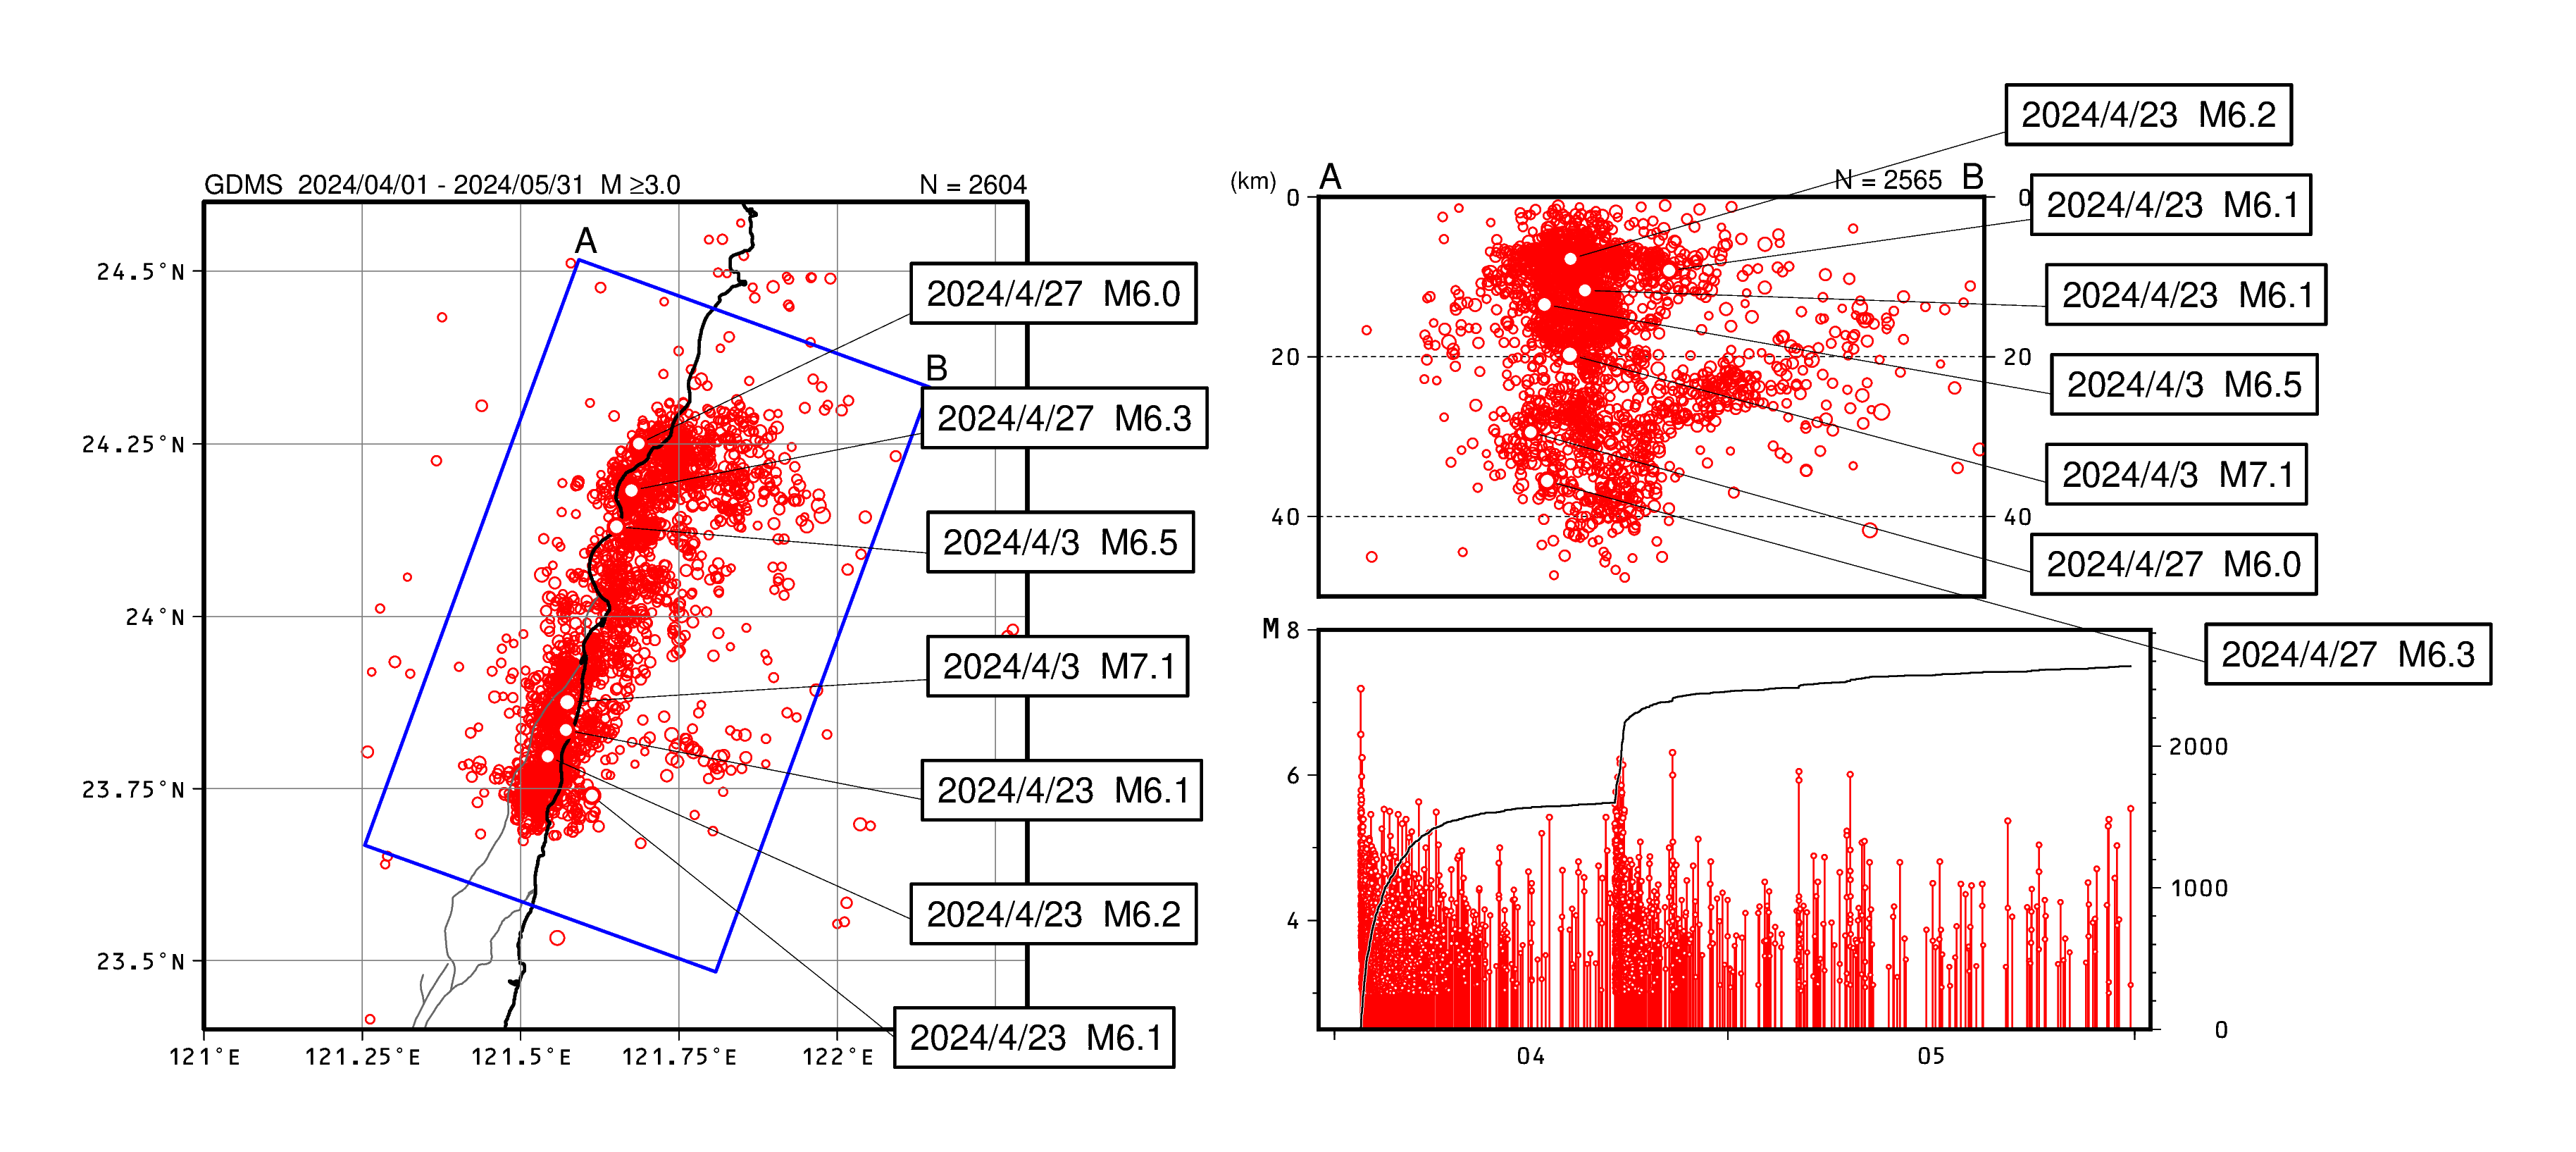 GDMS 2024/04/01 - 2024/05/31 M ≥3.0 N = 2604
A
B
24.5°N
24.25°N
24°N
23.75°N
23.5°N
121°E 121.25°E 121.5°E 121.75°E 122°E
2024/4/27 M6.0
2024/4/27 M6.3
2024/4/3 M6.5
2024/4/3 M7.1
2024/4/23 M6.1
2024/4/23 M6.2
2024/4/23 M6.1
(km) A N = 2565 B
0 0
20 20
40 40
2024/4/23 M6.2
2024/4/23 M6.1
2024/4/23 M6.1
2024/4/3 M6.5
2024/4/3 M7.1
2024/4/27 M6.0
2024/4/27 M6.3
M 8
6
4
2000
1000
0
04 05